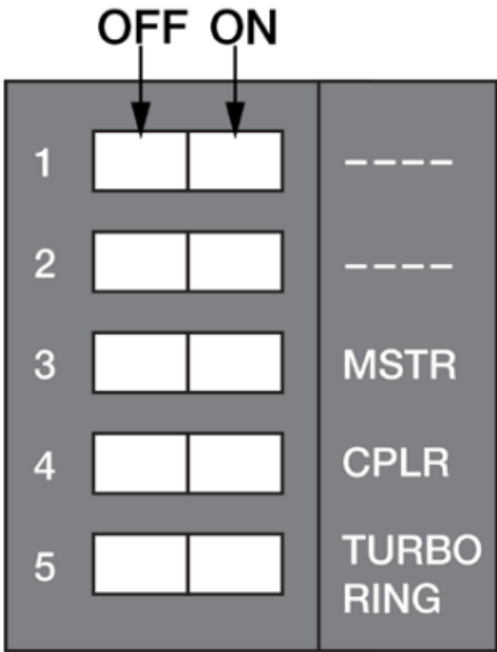 OFF ON
1 ----
2 ----
3 MSTR
4 CPLR
5 TURBO
RING